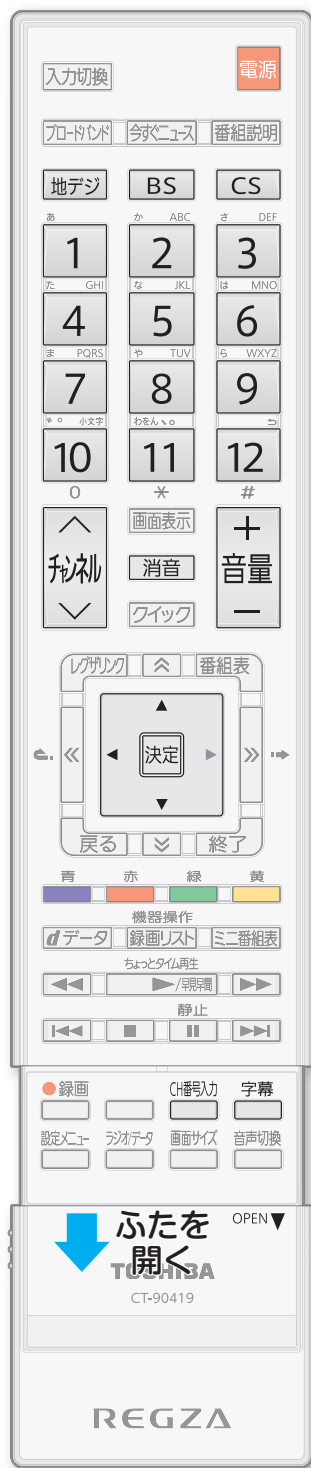 入力切換 電源
ブロードバンド 今すぐニュース 番組説明
地デジ BS CS
あ か ABC さ DEF
1 2 3
た GHI な JKL は MNO
4 5 6
ま PQRS や TUV ら WXYZ
7 8 9
゛゜ 小文字 わをん、。
10 11 12
0 * #
チャンネル 画面表示 + 音量 −
消音
クイック
レグザリンク 番組表
決定
戻る 終了
青 赤 緑 黄
機器操作
dデータ 録画リスト ミニ番組表
ちょっとタイム再生
/早見早聞
静止
●録画 CH番号入力 字幕
設定メニュー ラジオ/データ 画面サイズ 音声切換
ふたを OPEN▼
開く
TOSHIBA
CT-90419
REGZA